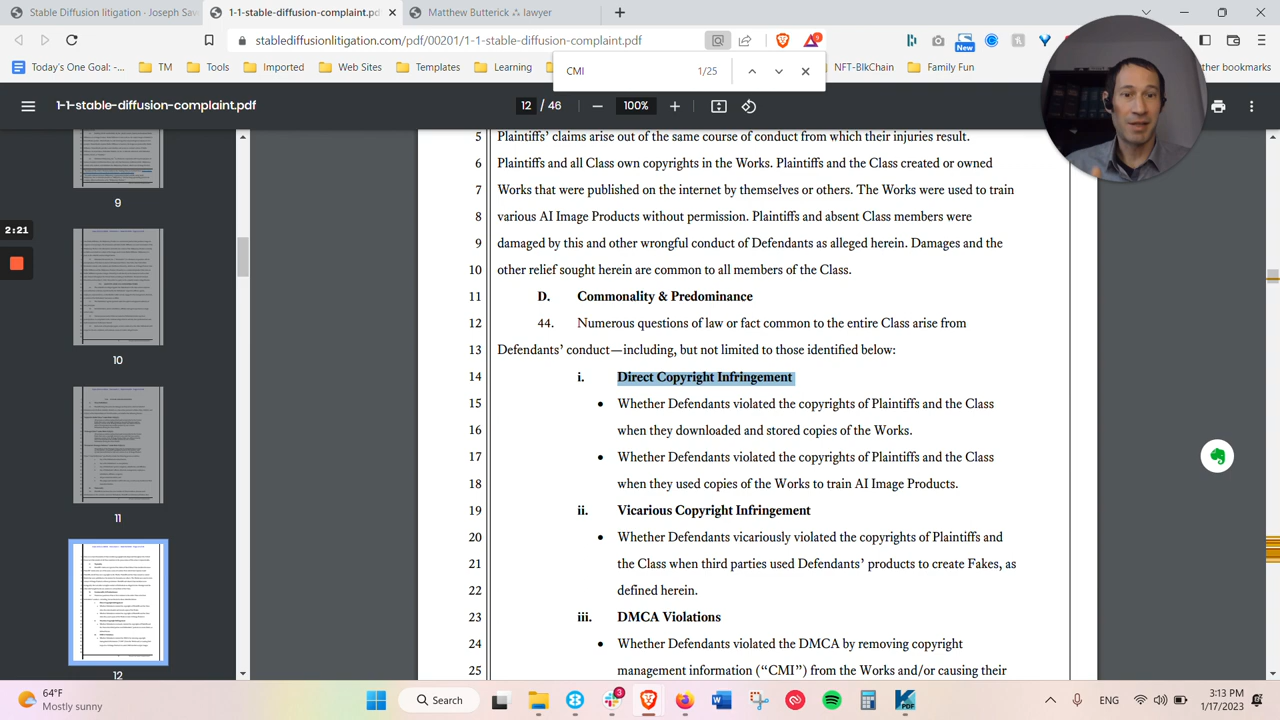 Stable Diffusion litigation · Joseph Sav
1-1-stable-diffusion-complaint.pdf
Matthew Butterick ⁂ lawyer
stablediffusionlitigation.com/pdf/00201/1-1-stable-diffusion-complaint.pdf
5
New
Today's One Goal: -...
TM
Tools
Imported
Web Sites
Templates
Learning
NFT-BlkChain
Family Fun
CMI
1/25
1-1-stable-diffusion-complaint.pdf
12 / 46
100%
9
10
11
12
2:21
5 Plaintiffs' claims arise out of the same course of conduct from which their injuries result.
6 Plaintiffs and all Class own copyrights in the Works. Plaintiffs and the Class created or owned
7 Works that were published on the internet by themselves or others. The Works were used to train
8 various AI Image Products without permission. Plaintiffs and absent Class members were
9 damaged by this and other wrongful conduct of Defendants as alleged herein. Damages and the
10 other relief sought herein are common to all members of the Class.
11 D. Commonality & Predominance
12 44. Numerous questions of law or fact common to the entire Class arise from
13 Defendants' conduct—including, but not limited to those identified below:
14 i. Direct Copyright Infringement
15 • Whether Defendants violated the copyrights of Plaintiffs and the Class
16 when they downloaded and stored copies of the Works.
17 • Whether Defendants violated the copyrights of Plaintiffs and the Class
18 when they used copies of the Works to train AI Image Products.
19 ii. Vicarious Copyright Infringement
20 • Whether Defendants vicariously violated the copyrights of Plaintiffs and
21 the Class when third parties used Defendants' products to create Fakes, as
22 defined herein.
23 iii. DMCA Violations
24 • Whether Defendants violated the DMCA by removing copyright
25 management information ("CMI") from the Works and/or causing their
64°F
Mostly sunny
Search
3
ENG
3:13 PM
1/17/2023